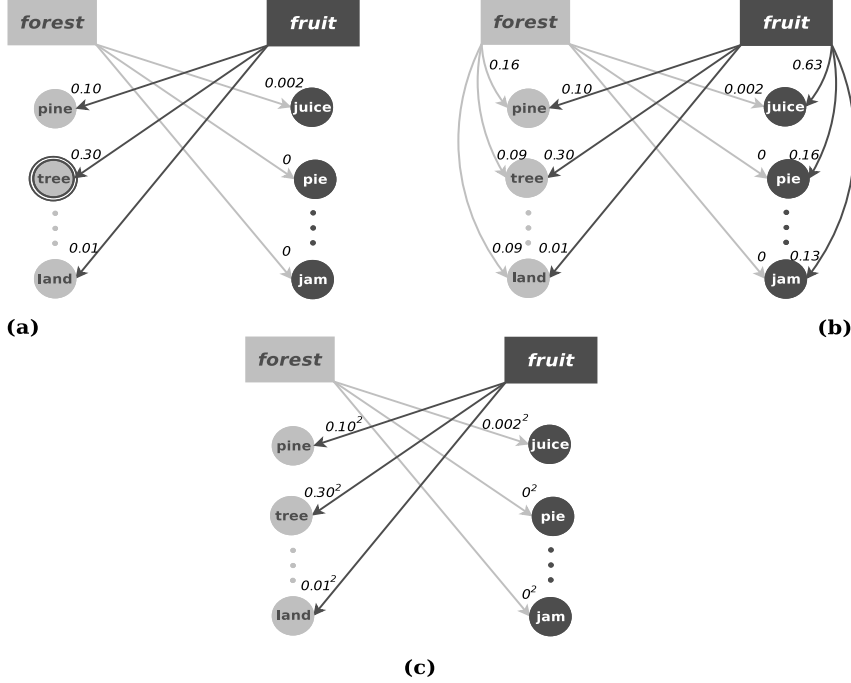 forest fruit
0.10 0.002
pine juice
0.30 0
tree pie
0.01 0
land jam
(a)
forest fruit
0.16 0.63
0.10 0.002
pine juice
0.09 0.30 0 0.16
tree pie
0.09 0.01 0 0.13
land jam
(b)
forest fruit
0.10² 0.002²
pine juice
0.30² 0²
tree pie
0.01² 0²
land jam
(c)